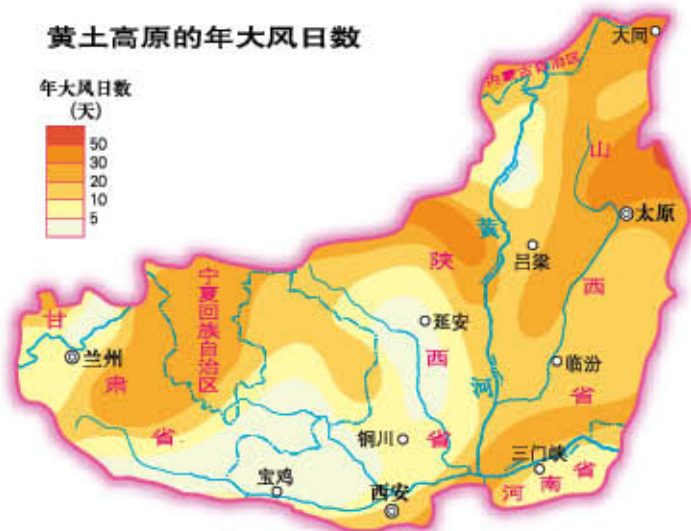 黄土高原的年大风日数
年大风日数
(天)
50
30
20
10
5
大同
内蒙古自治区
山
太原
黄
陕
吕梁
西
宁夏回族自治区
甘
延安
兰州
西
河
临汾
肃
省
省
铜川
省
三门峡
省
宝鸡
西安
河
南